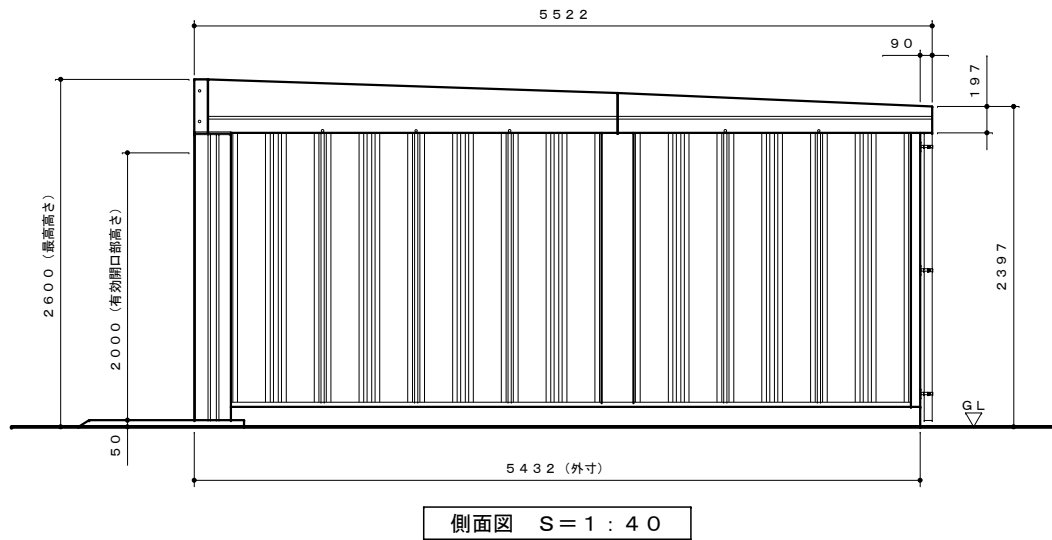 ５５２２
９０
１９７
２６００（最高高さ）
２０００（有効開口部高さ）
５０
２３９７
ＧＬ
５４３２（外寸）
側面図　Ｓ＝１：４０